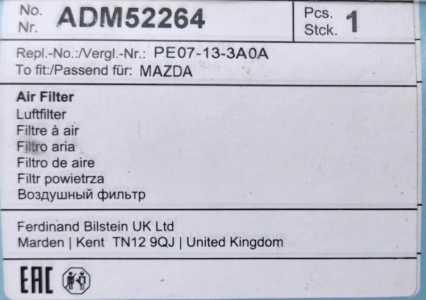 No. ADM52264 Pcs. 1
Nr. Stck.
Repl.-No.:/Vergl.-Nr.: PE07-13-3A0A
To fit:/Passend für: MAZDA
Air Filter
Luftfilter
Filtre à air
Filtro aria
Filtro de aire
Filtr powietrza
Воздушный фильтр
Ferdinand Bilstein UK Ltd
Marden | Kent TN12 9QJ | United Kingdom
EAC